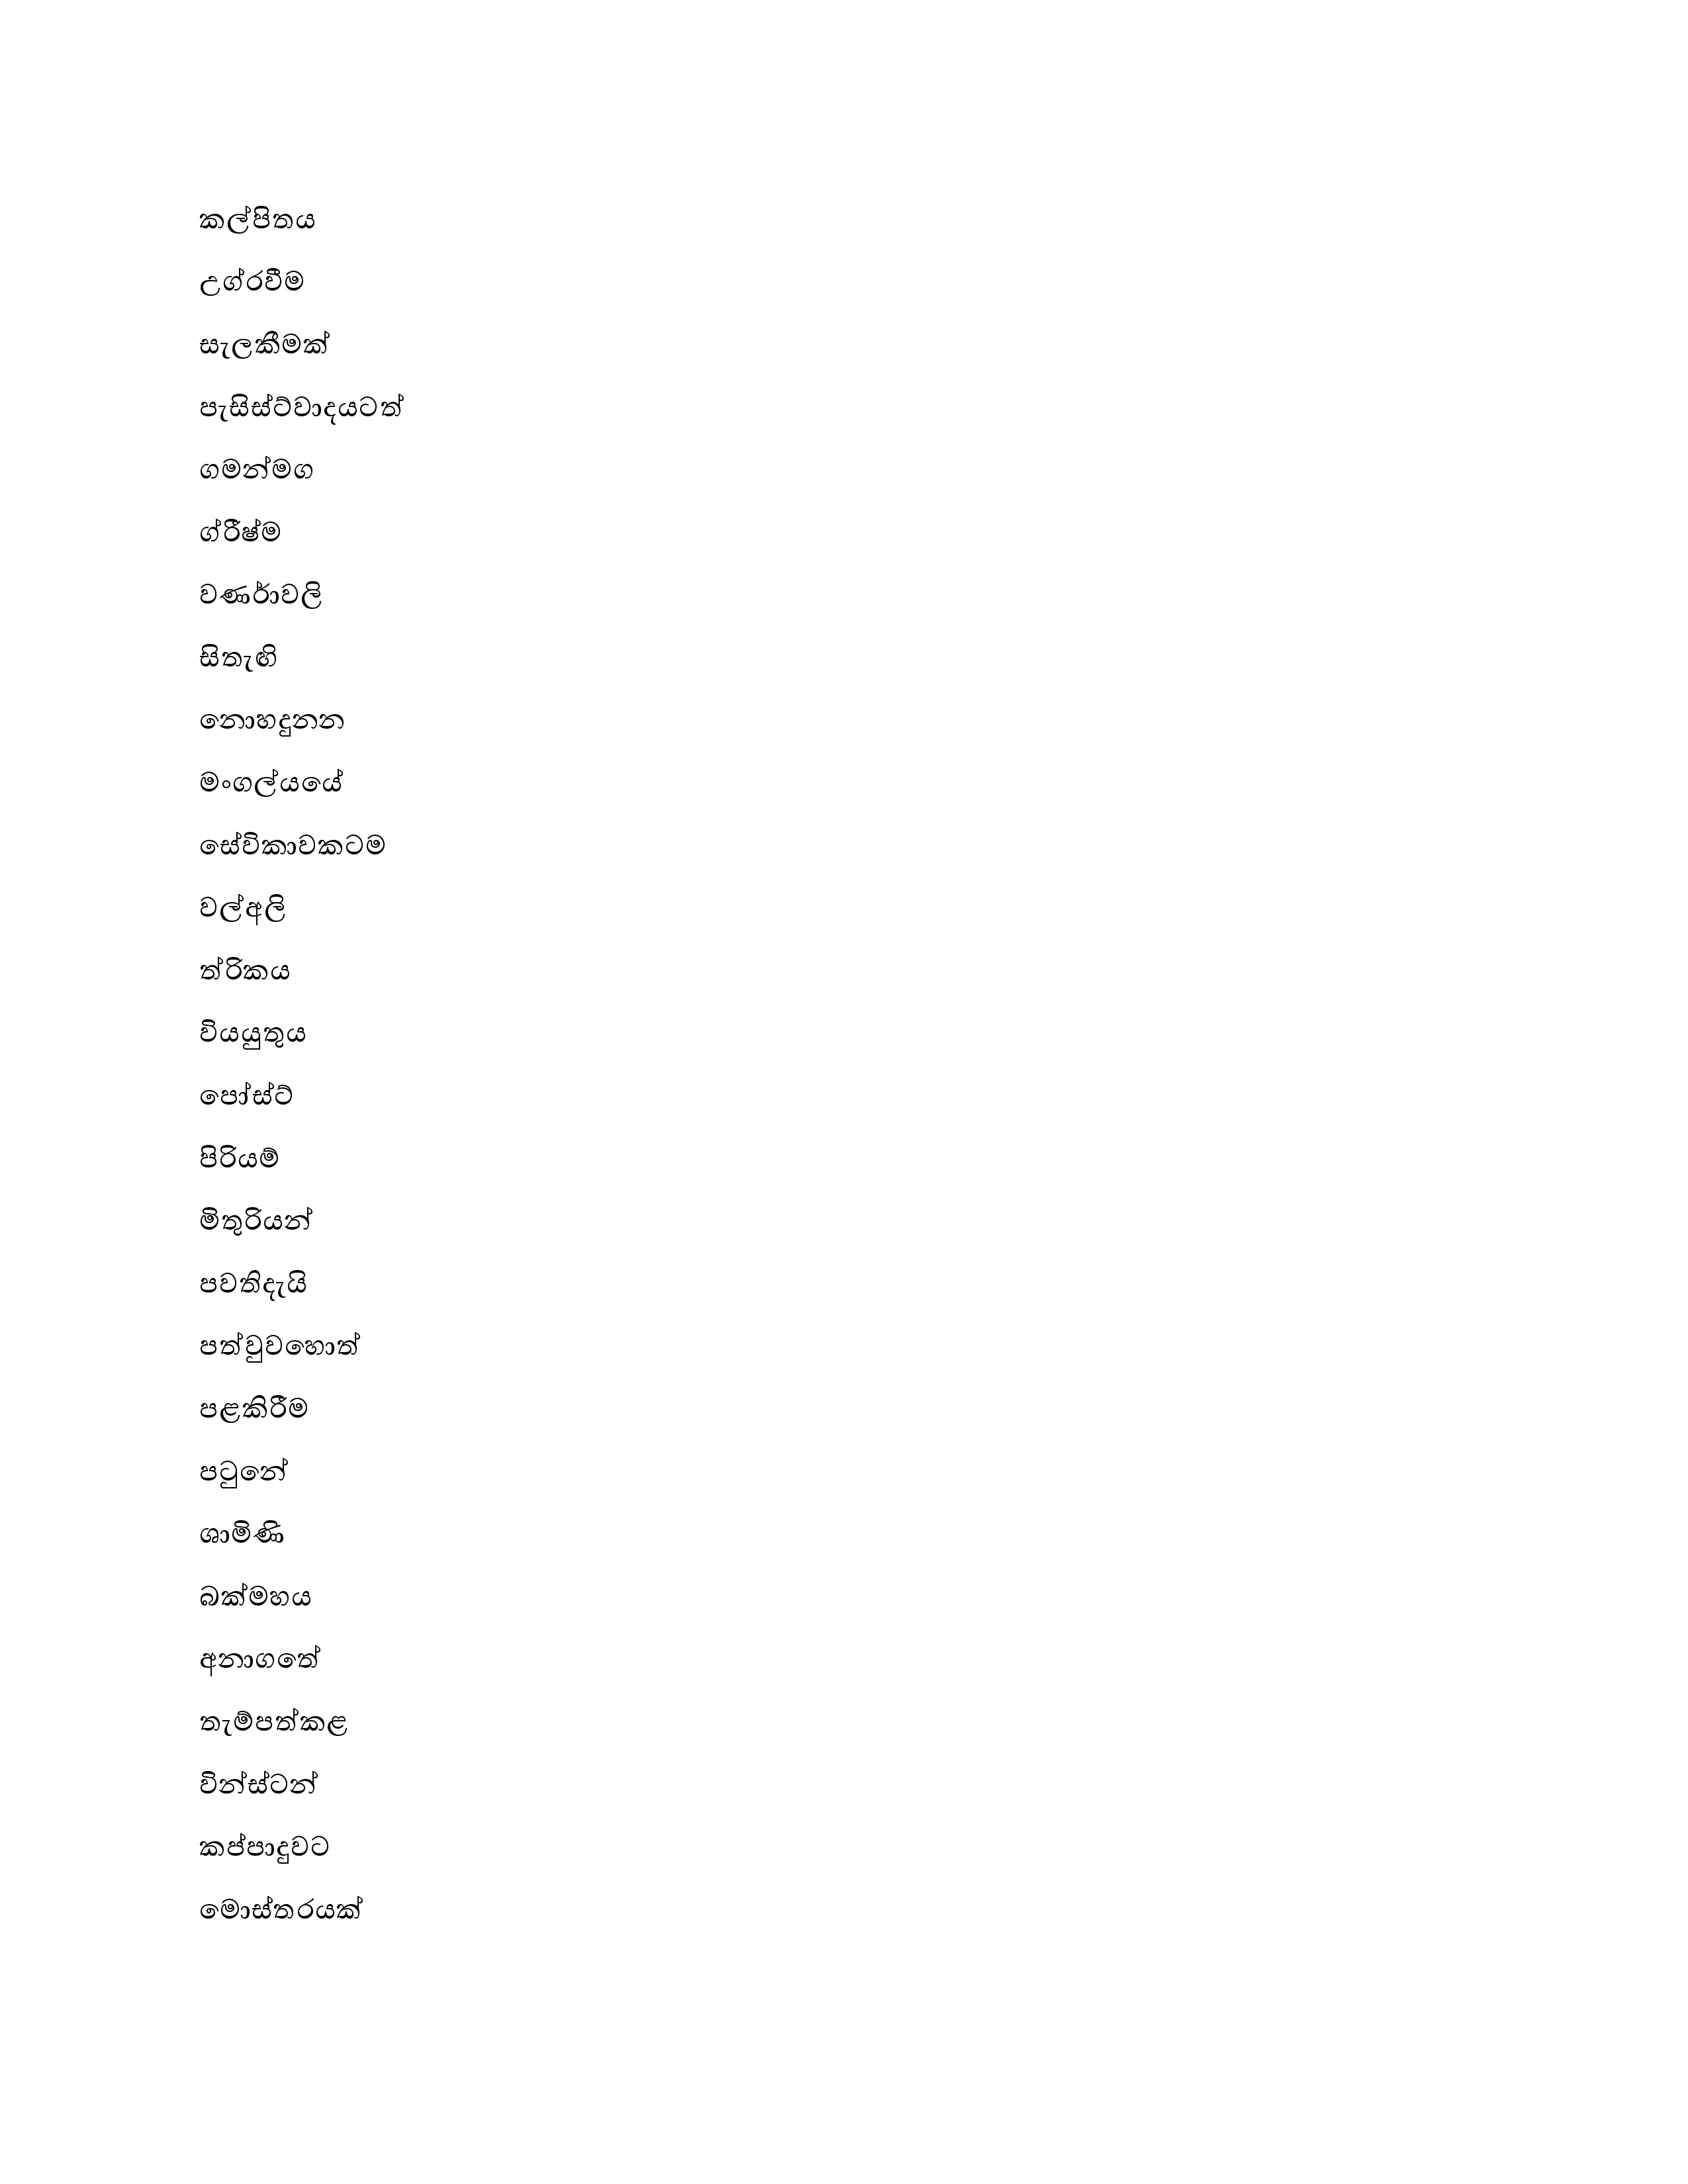 කල්පිතය
උග්රවීම
සැලකීමක්
පැසිස්ට්වාදයටත්
ගමන්මග
ග්රීෂ්ම
වර්ණාවලි
සිතැඟි
නොහදුනන
මංගල්යයේ
සේවිකාවකටම
වල්අලි
ත්රිකය
වියයුතුය
පෝස්ට්
පිරියම්
මිතුරියන්
පවතිදැයි
පත්වුවහොත්
පළකිරීම
පටුනේ
ශාමිණි
බක්මහය
අනාගතේ
තැම්පත්කළ
වින්ස්ටන්
කප්පාදුවට
මොස්තරයක්